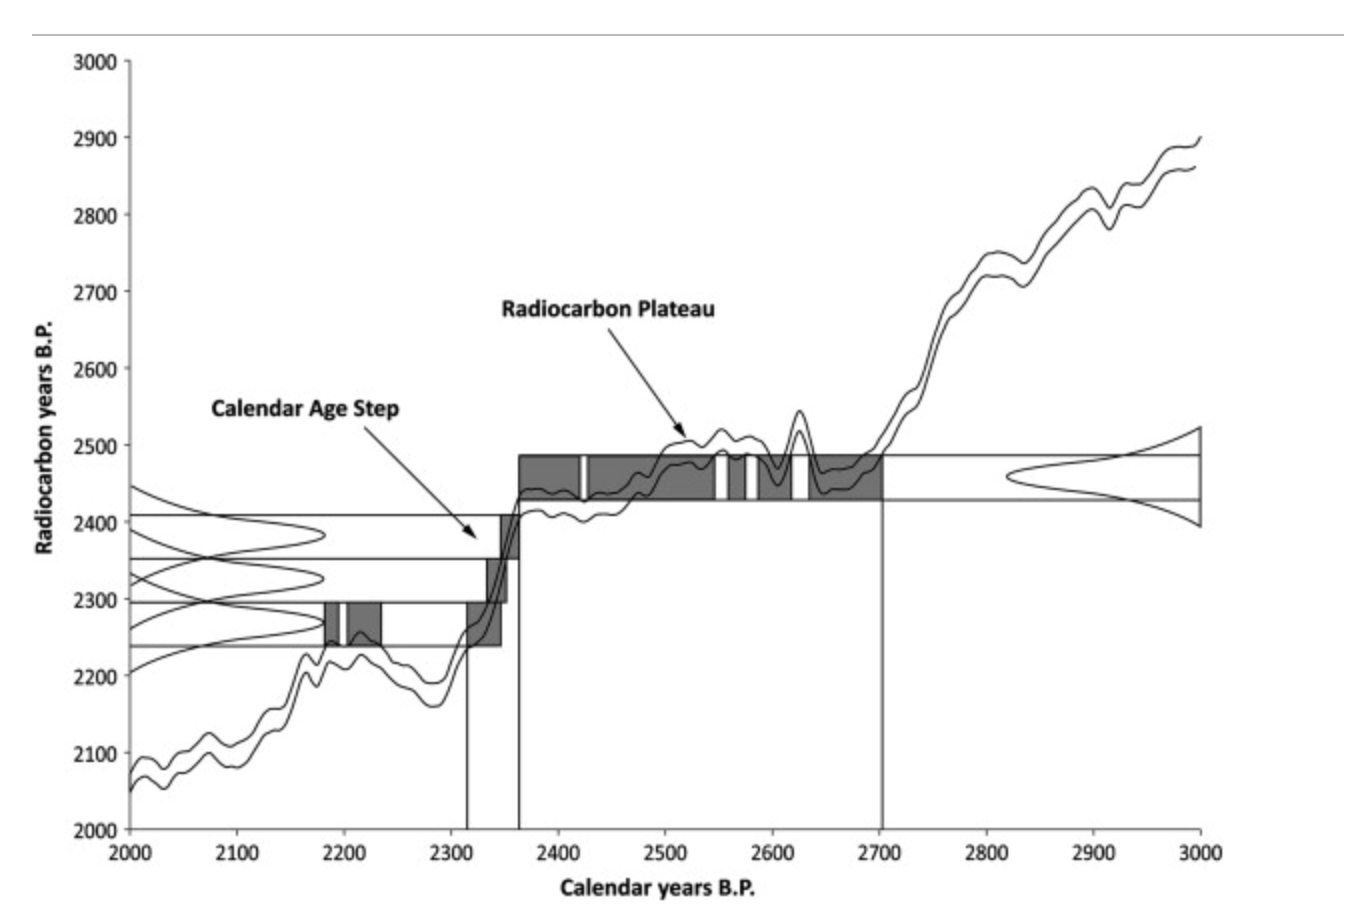 3000
2900
2800
2700
2600
2500
2400
2300
2200
2100
2000
Radiocarbon years B.P.
Radiocarbon Plateau
Calendar Age Step
2000 2100 2200 2300 2400 2500 2600 2700 2800 2900 3000
Calendar years B.P.